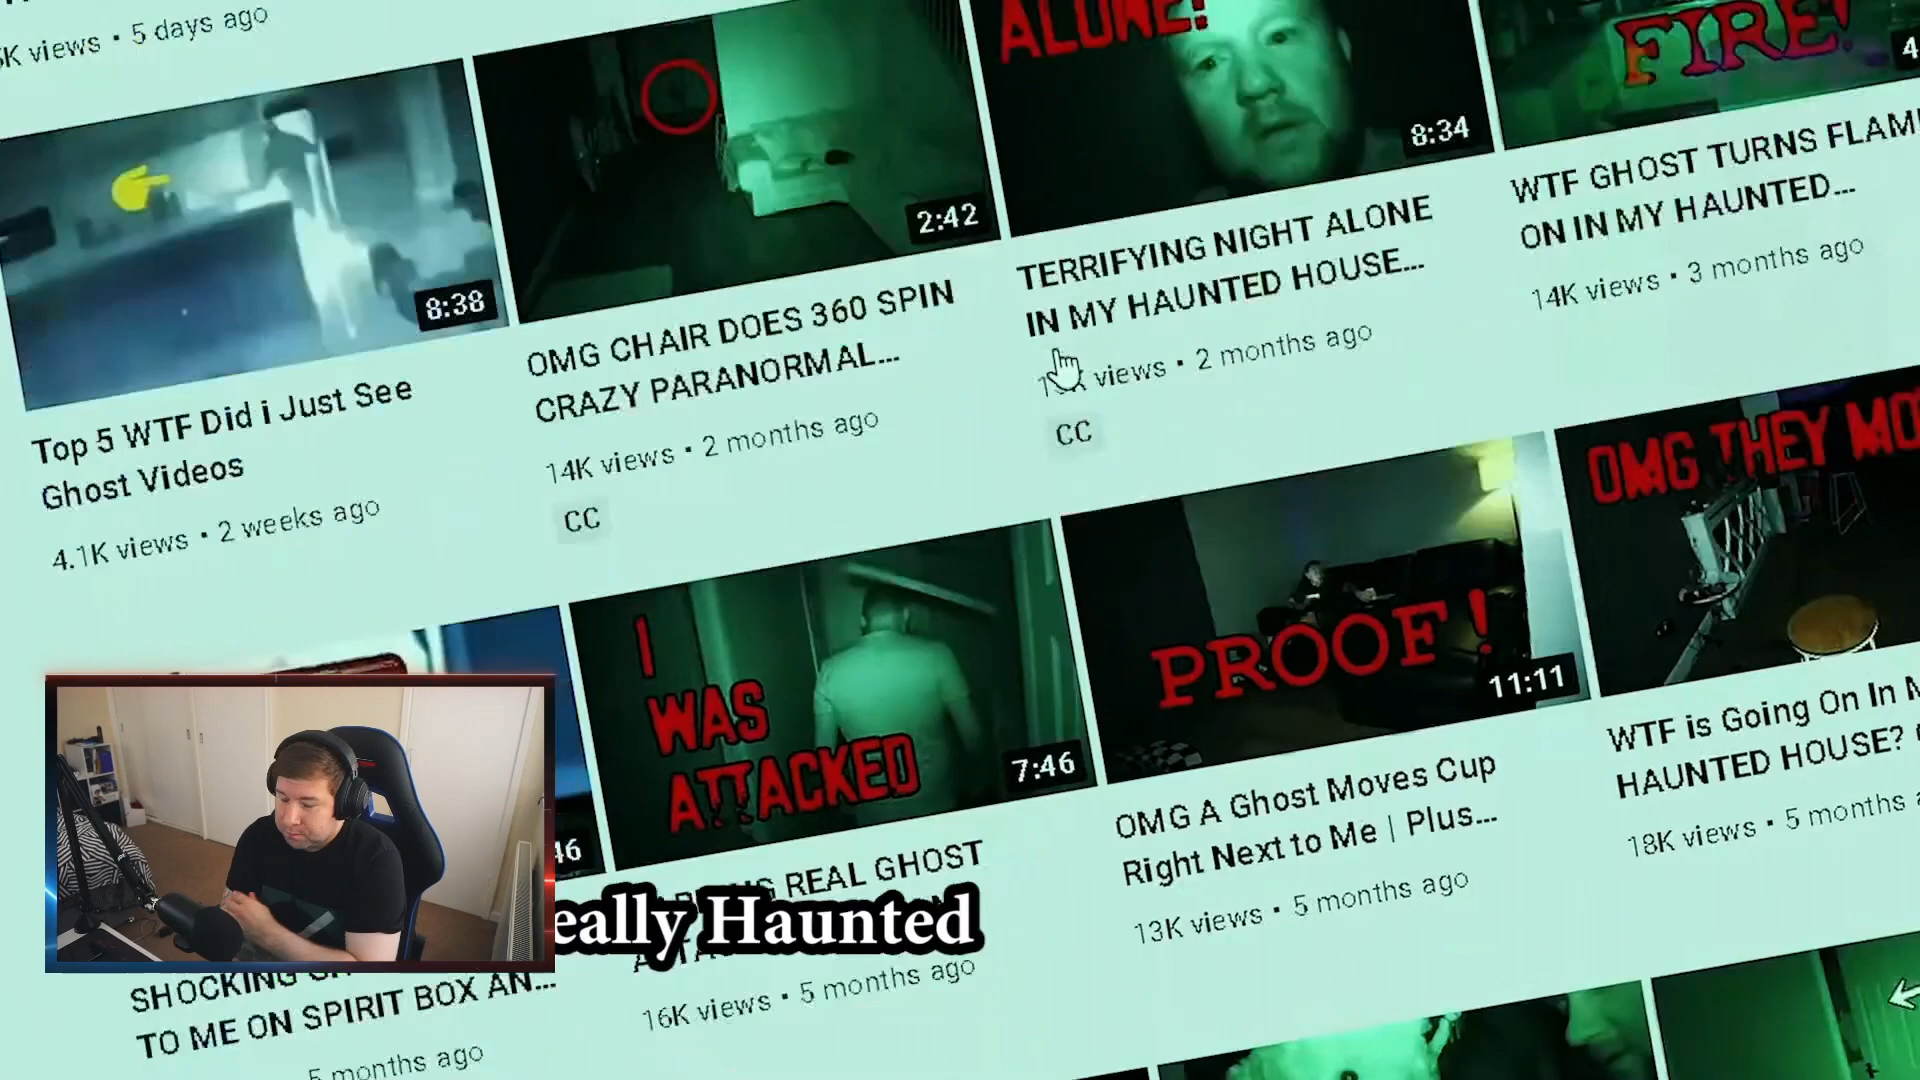 K views • 5 days ago
8:38
Top 5 WTF Did i Just See
Ghost Videos
4.1K views • 2 weeks ago
2:42
OMG CHAIR DOES 360 SPIN
CRAZY PARANORMAL...
14K views • 2 months ago
CC
ALONE!
8:34
TERRIFYING NIGHT ALONE
IN MY HAUNTED HOUSE...
views • 2 months ago
CC
FIRE!
4
WTF GHOST TURNS FLAM
ON IN MY HAUNTED...
14K views • 3 months ago
46
SHOCKING
TO ME ON SPIRIT BOX AN...
5 months ago
I
WAS
ATTACKED
7:46
REAL GHOST
16K views • 5 months ago
PROOF!
11:11
OMG A Ghost Moves Cup
Right Next to Me | Plus...
13K views • 5 months ago
OMG THEY MO
WTF is Going On In M
HAUNTED HOUSE?
18K views • 5 months a
eally Haunted